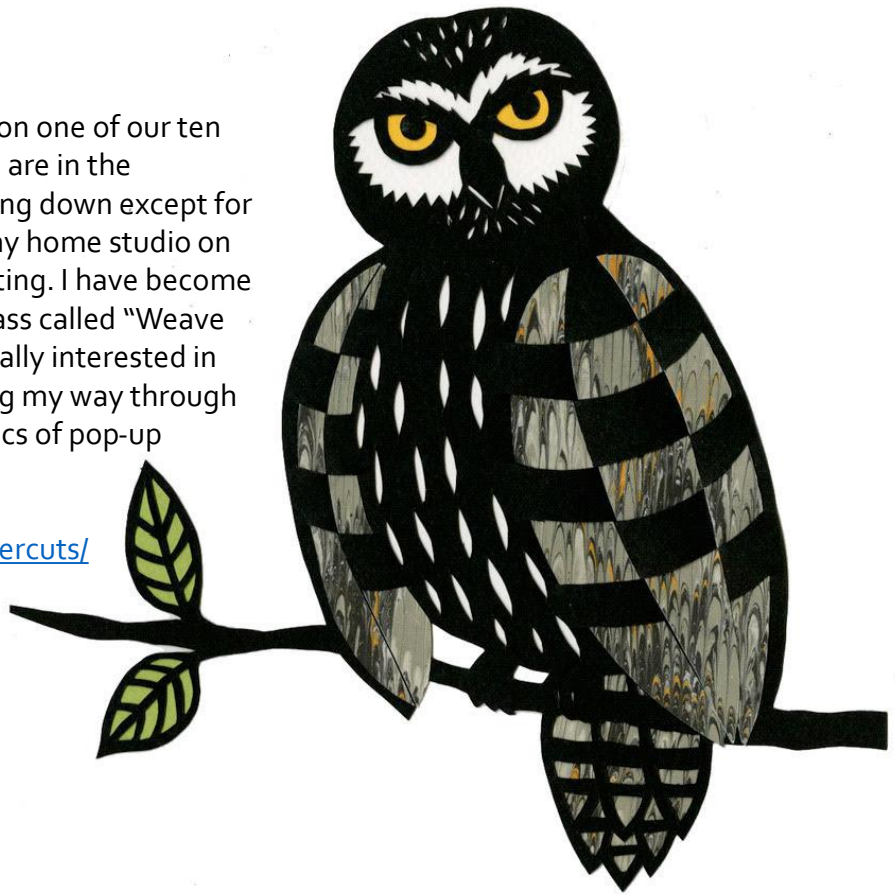 on one of our ten
are in the
ng down except for
ny home studio on
ting. I have become
ass called “Weave
ally interested in
g my way through
cs of pop-up
ercuts/